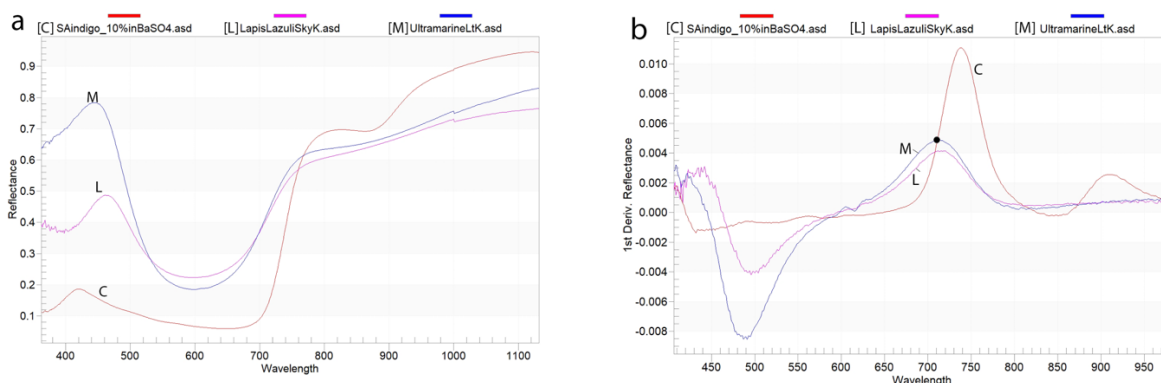 a
[C] SAindigo_10%inBaSO4.asd [L] LapisLazuliSkyK.asd [M] UltramarineLtK.asd
0.9
0.8
0.7
0.6
0.5
0.4
0.3
0.2
0.1
Reflectance
M
L
C
400 500 600 700 800 900 1000 1100
Wavelength
b
[C] SAindigo_10%inBaSO4.asd [L] LapisLazuliSkyK.asd [M] UltramarineLtK.asd
0.010
0.008
0.006
0.004
0.002
0.000
-0.002
-0.004
-0.006
-0.008
1st Deriv. Reflectance
C
M
L
450 500 550 600 650 700 750 800 850 900 950
Wavelength